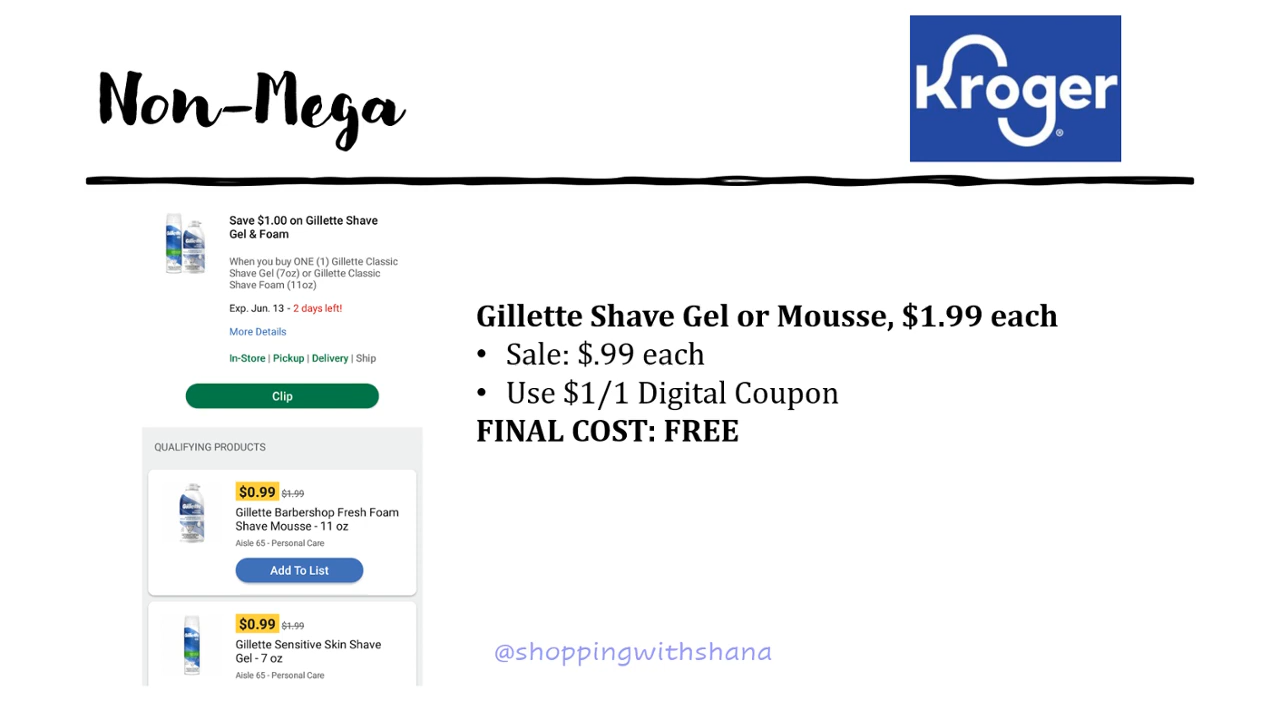 Non-Mega
Kroger
Save $1.00 on Gillette Shave
Gel & Foam
When you buy ONE (1) Gillette Classic
Shave Gel (7oz) or Gillette Classic
Shave Foam (11oz)
Exp. Jun. 13 - 2 days left!
More Details
In-Store | Pickup | Delivery | Ship
Clip
QUALIFYING PRODUCTS
$0.99 $1.99
Gillette Barbershop Fresh Foam
Shave Mousse - 11 oz
Aisle 65 - Personal Care
Add To List
$0.99 $1.99
Gillette Sensitive Skin Shave
Gel - 7 oz
Aisle 65 - Personal Care
Gillette Shave Gel or Mousse, $1.99 each
• Sale: $.99 each
• Use $1/1 Digital Coupon
FINAL COST: FREE
@shoppingwithshana